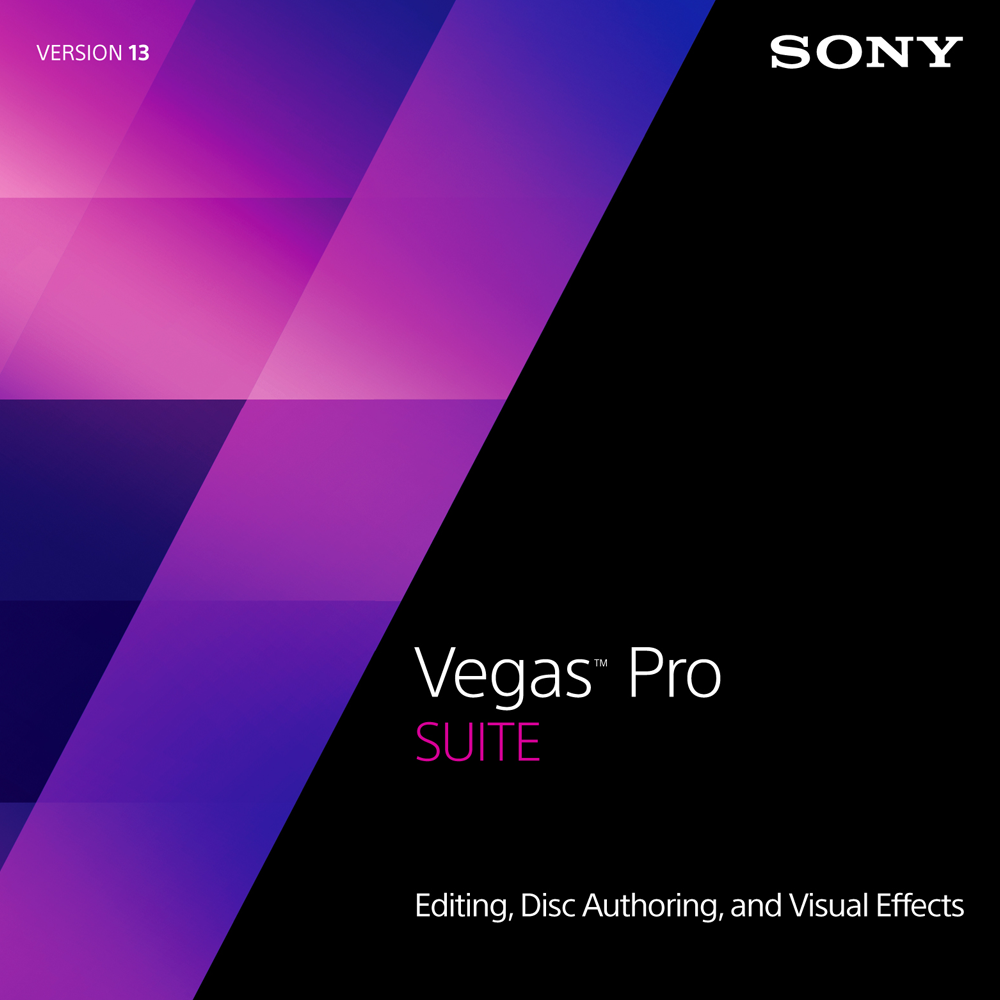 VERSION 13
SONY
Vegas™ Pro
SUITE
Editing, Disc Authoring, and Visual Effects